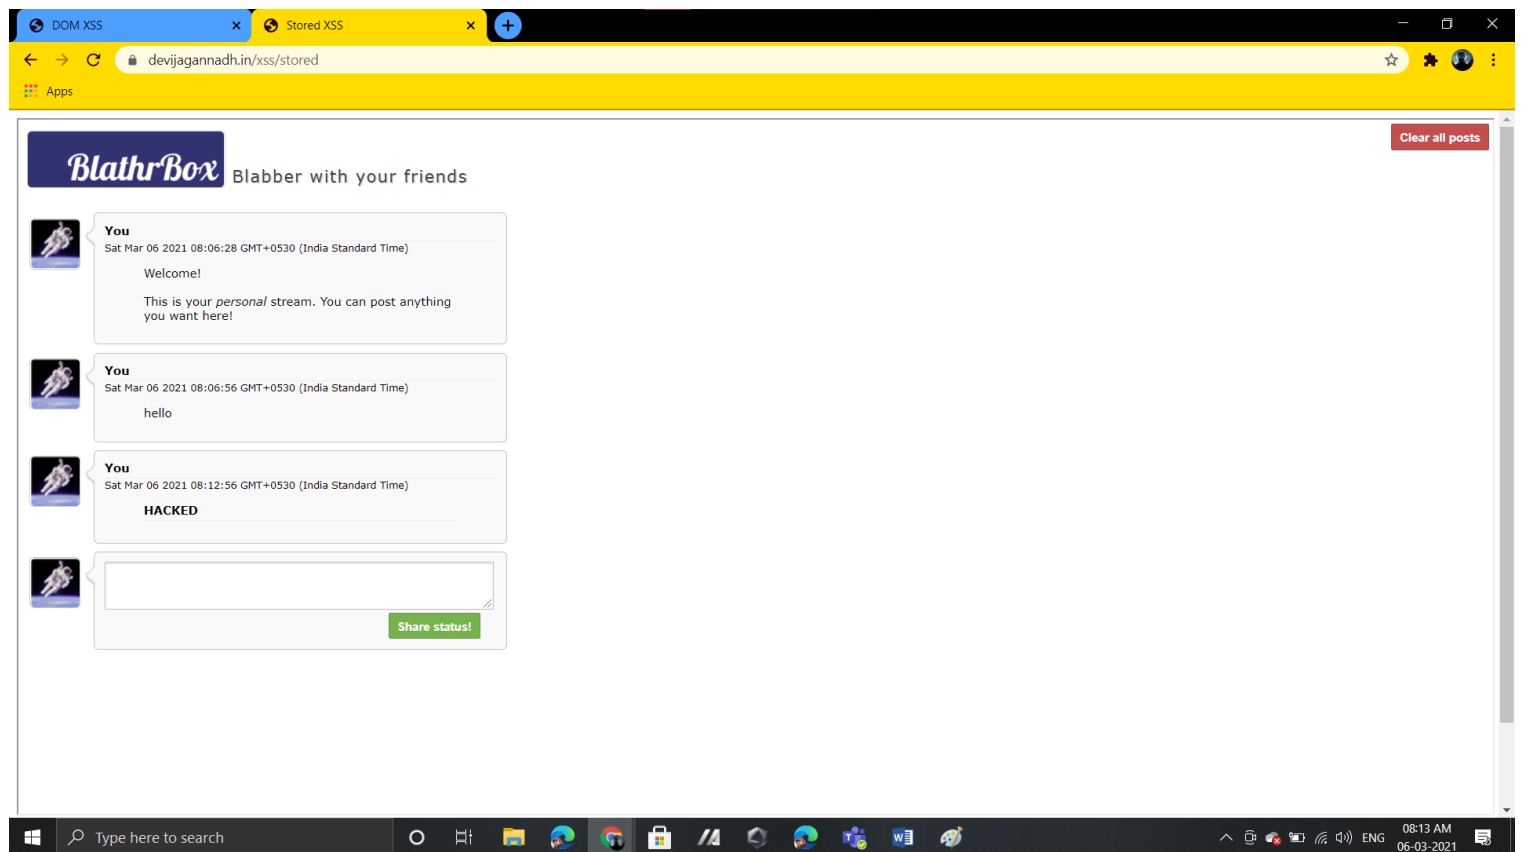 DOM XSS
Stored XSS
devijagannadh.in/xss/stored
Apps
Clear all posts
BlathrBox
Blabber with your friends
You
Sat Mar 06 2021 08:06:28 GMT+0530 (India Standard Time)
Welcome!
This is your personal stream. You can post anything
you want here!
You
Sat Mar 06 2021 08:06:56 GMT+0530 (India Standard Time)
hello
You
Sat Mar 06 2021 08:12:56 GMT+0530 (India Standard Time)
HACKED
Share status!
Type here to search
ENG
08:13 AM
06-03-2021